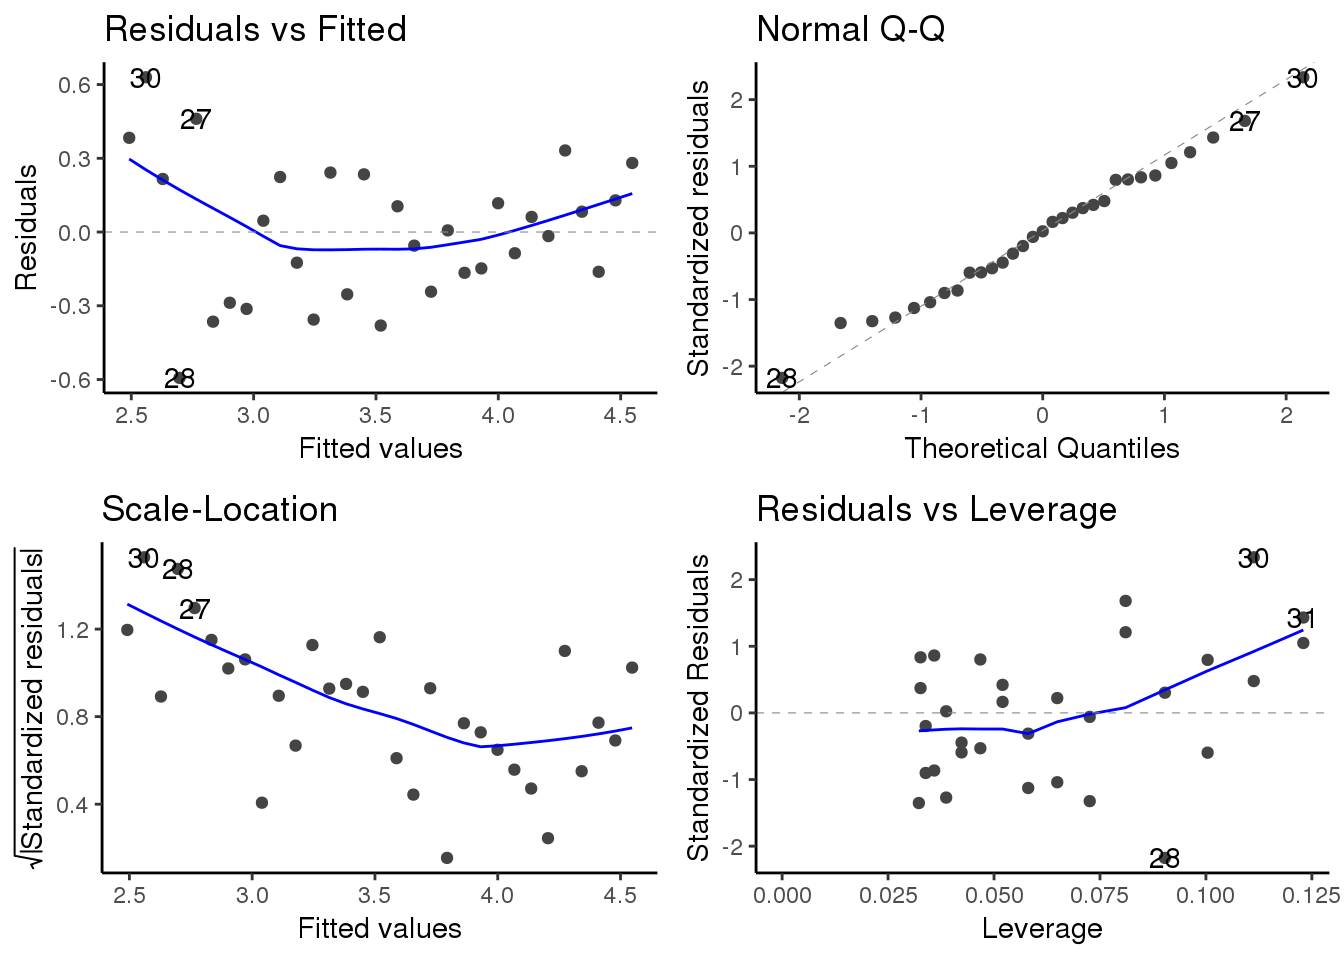 Residuals vs Fitted
30
27
28
0.6
0.3
0.0
-0.3
-0.6
Residuals
2.5 3.0 3.5 4.0 4.5
Fitted values
Normal Q-Q
30
27
28
2
1
0
-1
-2
Standardized residuals
-2 -1 0 1 2
Theoretical Quantiles
Scale-Location
30
28
27
1.2
0.8
0.4
√|Standardized residuals|
2.5 3.0 3.5 4.0 4.5
Fitted values
Residuals vs Leverage
30
31
28
2
1
0
-1
-2
Standardized Residuals
0.000 0.025 0.050 0.075 0.100 0.125
Leverage